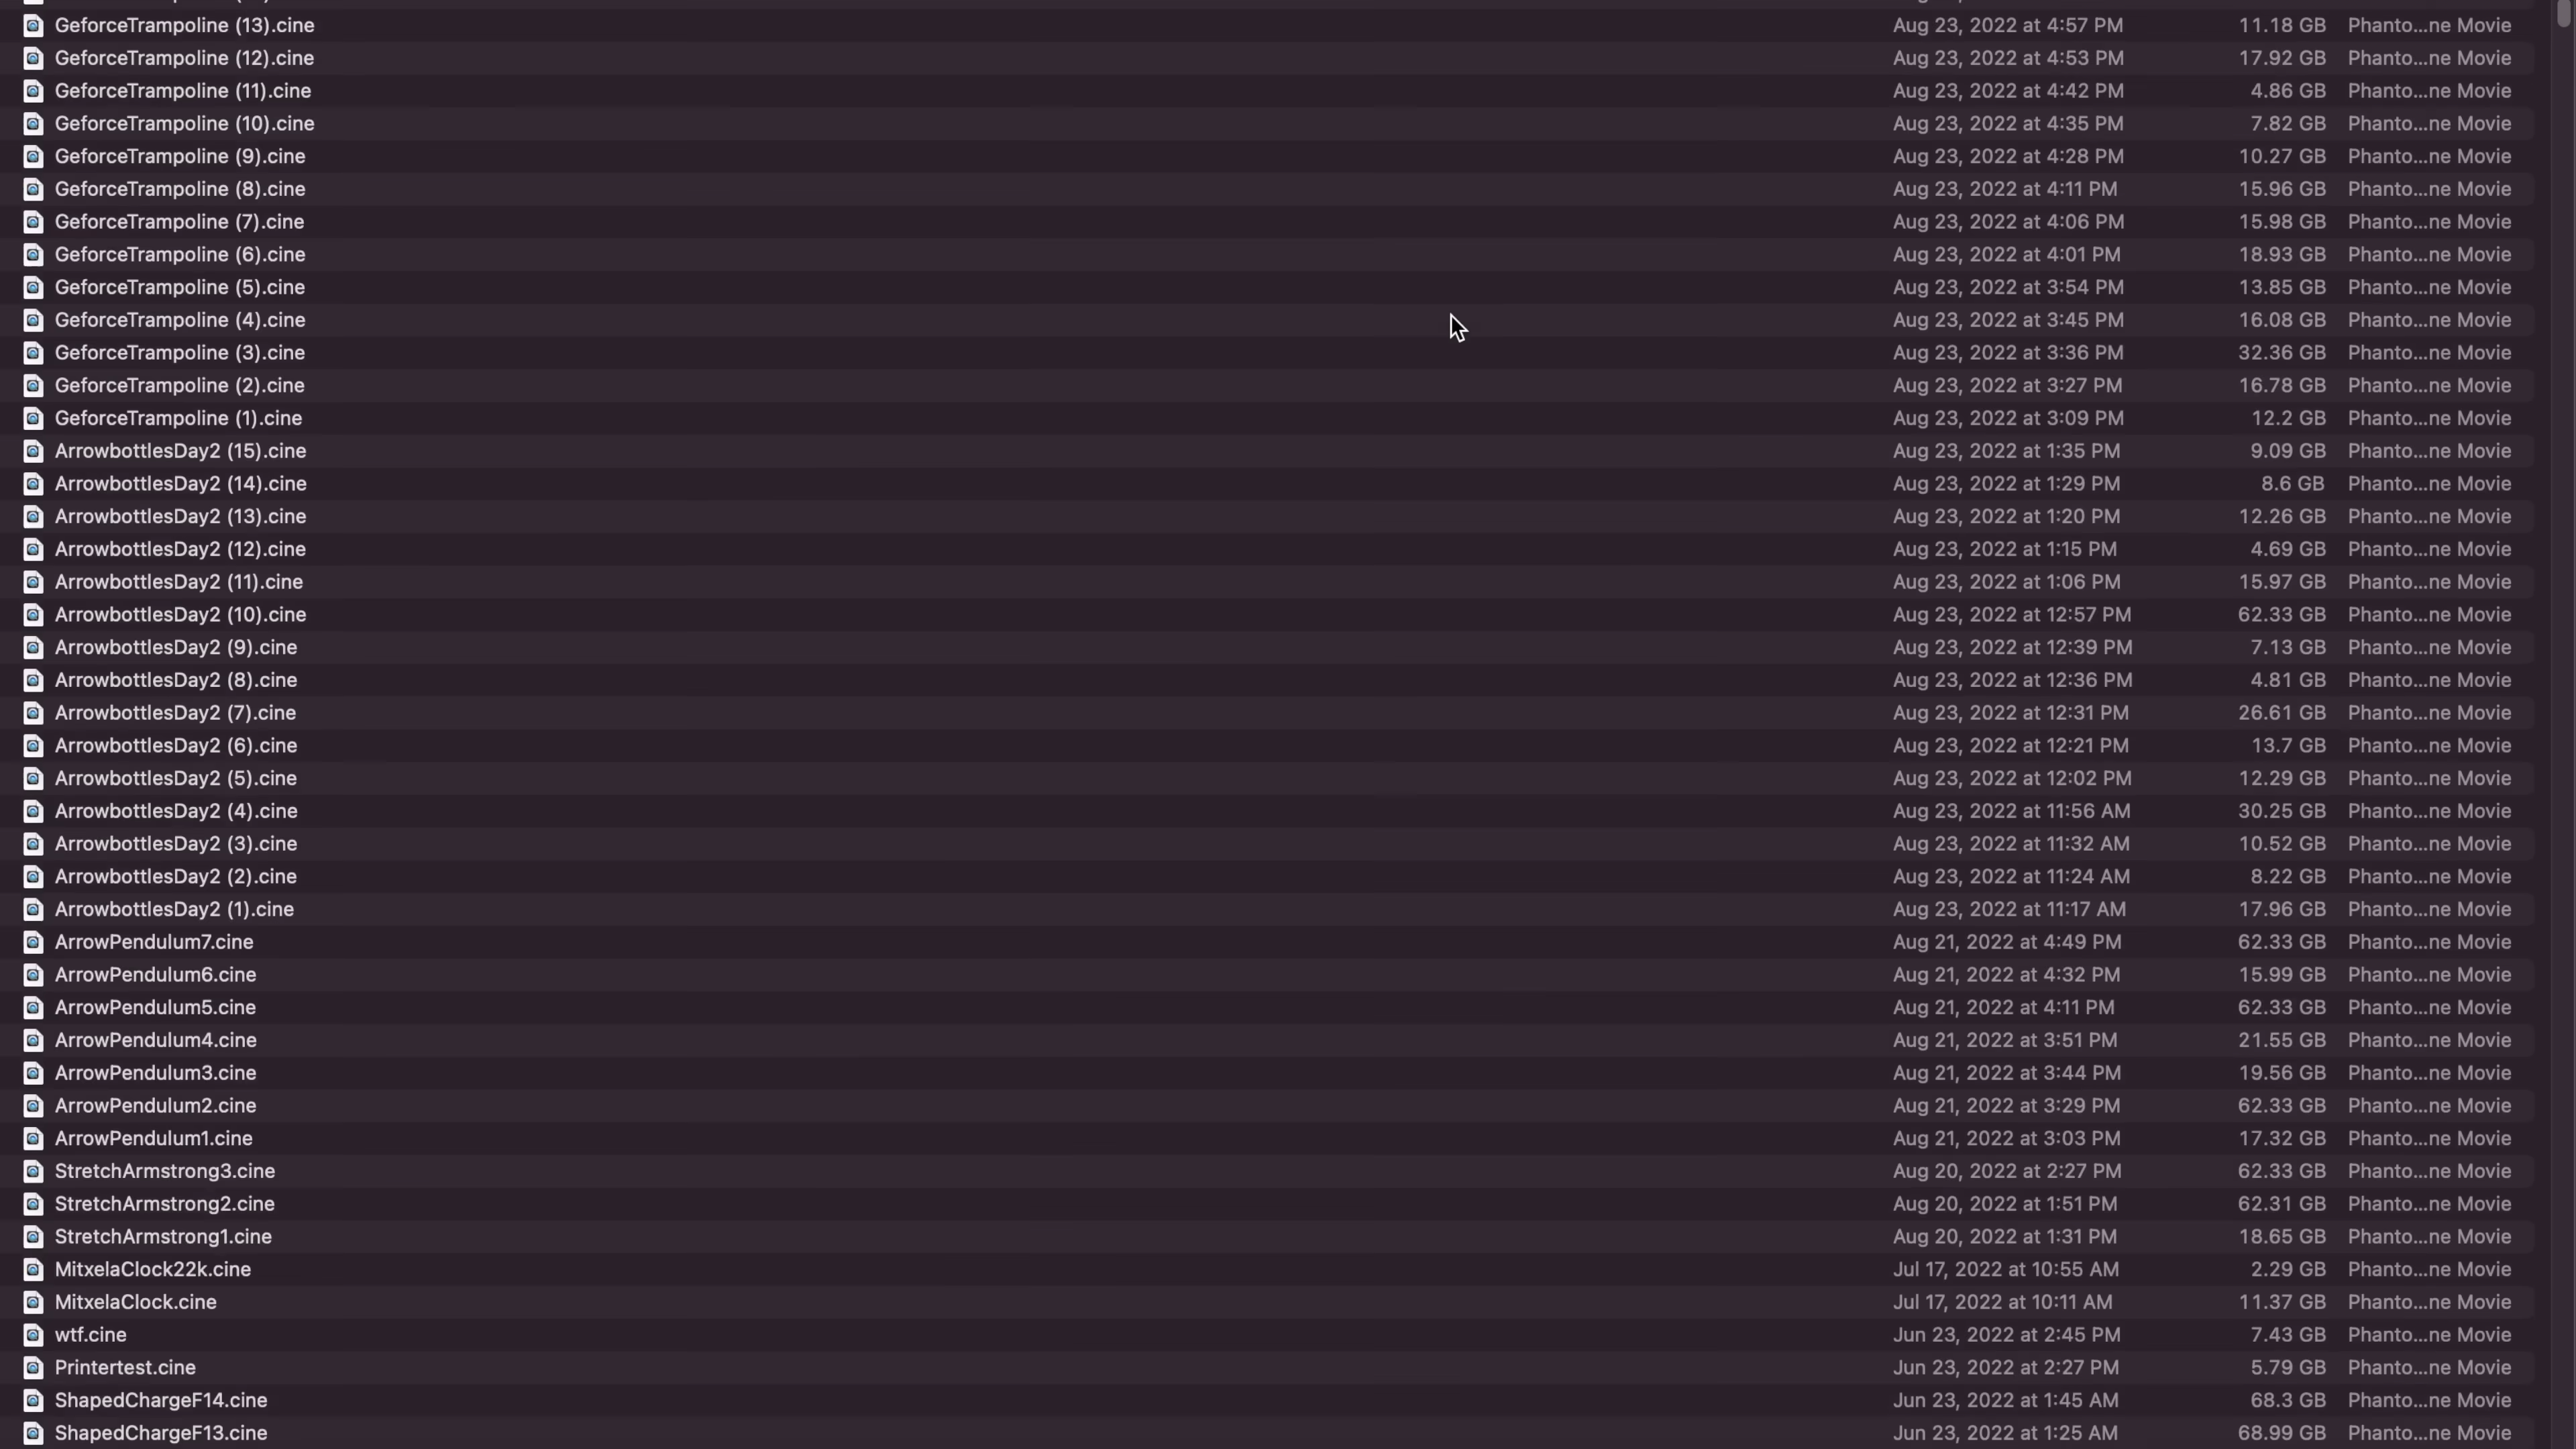 GeforceTrampoline (13).cine Aug 23, 2022 at 4:57 PM 11.18 GB Phanto...ne Movie
GeforceTrampoline (12).cine Aug 23, 2022 at 4:53 PM 17.92 GB Phanto...ne Movie
GeforceTrampoline (11).cine Aug 23, 2022 at 4:42 PM 4.86 GB Phanto...ne Movie
GeforceTrampoline (10).cine Aug 23, 2022 at 4:35 PM 7.82 GB Phanto...ne Movie
GeforceTrampoline (9).cine Aug 23, 2022 at 4:28 PM 10.27 GB Phanto...ne Movie
GeforceTrampoline (8).cine Aug 23, 2022 at 4:11 PM 15.96 GB Phanto...ne Movie
GeforceTrampoline (7).cine Aug 23, 2022 at 4:06 PM 15.98 GB Phanto...ne Movie
GeforceTrampoline (6).cine Aug 23, 2022 at 4:01 PM 18.93 GB Phanto...ne Movie
GeforceTrampoline (5).cine Aug 23, 2022 at 3:54 PM 13.85 GB Phanto...ne Movie
GeforceTrampoline (4).cine Aug 23, 2022 at 3:45 PM 16.08 GB Phanto...ne Movie
GeforceTrampoline (3).cine Aug 23, 2022 at 3:36 PM 32.36 GB Phanto...ne Movie
GeforceTrampoline (2).cine Aug 23, 2022 at 3:27 PM 16.78 GB Phanto...ne Movie
GeforceTrampoline (1).cine Aug 23, 2022 at 3:09 PM 12.2 GB Phanto...ne Movie
ArrowbottlesDay2 (15).cine Aug 23, 2022 at 1:35 PM 9.09 GB Phanto...ne Movie
ArrowbottlesDay2 (14).cine Aug 23, 2022 at 1:29 PM 8.6 GB Phanto...ne Movie
ArrowbottlesDay2 (13).cine Aug 23, 2022 at 1:20 PM 12.26 GB Phanto...ne Movie
ArrowbottlesDay2 (12).cine Aug 23, 2022 at 1:15 PM 4.69 GB Phanto...ne Movie
ArrowbottlesDay2 (11).cine Aug 23, 2022 at 1:06 PM 15.97 GB Phanto...ne Movie
ArrowbottlesDay2 (10).cine Aug 23, 2022 at 12:57 PM 62.33 GB Phanto...ne Movie
ArrowbottlesDay2 (9).cine Aug 23, 2022 at 12:39 PM 7.13 GB Phanto...ne Movie
ArrowbottlesDay2 (8).cine Aug 23, 2022 at 12:36 PM 4.81 GB Phanto...ne Movie
ArrowbottlesDay2 (7).cine Aug 23, 2022 at 12:31 PM 26.61 GB Phanto...ne Movie
ArrowbottlesDay2 (6).cine Aug 23, 2022 at 12:21 PM 13.7 GB Phanto...ne Movie
ArrowbottlesDay2 (5).cine Aug 23, 2022 at 12:02 PM 12.29 GB Phanto...ne Movie
ArrowbottlesDay2 (4).cine Aug 23, 2022 at 11:56 AM 30.25 GB Phanto...ne Movie
ArrowbottlesDay2 (3).cine Aug 23, 2022 at 11:32 AM 10.52 GB Phanto...ne Movie
ArrowbottlesDay2 (2).cine Aug 23, 2022 at 11:24 AM 8.22 GB Phanto...ne Movie
ArrowbottlesDay2 (1).cine Aug 23, 2022 at 11:17 AM 17.96 GB Phanto...ne Movie
ArrowPendulum7.cine Aug 21, 2022 at 4:49 PM 62.33 GB Phanto...ne Movie
ArrowPendulum6.cine Aug 21, 2022 at 4:32 PM 15.99 GB Phanto...ne Movie
ArrowPendulum5.cine Aug 21, 2022 at 4:11 PM 62.33 GB Phanto...ne Movie
ArrowPendulum4.cine Aug 21, 2022 at 3:51 PM 21.55 GB Phanto...ne Movie
ArrowPendulum3.cine Aug 21, 2022 at 3:44 PM 19.56 GB Phanto...ne Movie
ArrowPendulum2.cine Aug 21, 2022 at 3:29 PM 62.33 GB Phanto...ne Movie
ArrowPendulum1.cine Aug 21, 2022 at 3:03 PM 17.32 GB Phanto...ne Movie
StretchArmstrong3.cine Aug 20, 2022 at 2:27 PM 62.33 GB Phanto...ne Movie
StretchArmstrong2.cine Aug 20, 2022 at 1:51 PM 62.31 GB Phanto...ne Movie
StretchArmstrong1.cine Aug 20, 2022 at 1:31 PM 18.65 GB Phanto...ne Movie
MitxelaClock22k.cine Jul 17, 2022 at 10:55 AM 2.29 GB Phanto...ne Movie
MitxelaClock.cine Jul 17, 2022 at 10:11 AM 11.37 GB Phanto...ne Movie
wtf.cine Jun 23, 2022 at 2:45 PM 7.43 GB Phanto...ne Movie
Printertest.cine Jun 23, 2022 at 2:27 PM 5.79 GB Phanto...ne Movie
ShapedChargeF14.cine Jun 23, 2022 at 1:45 AM 68.3 GB Phanto...ne Movie
ShapedChargeF13.cine Jun 23, 2022 at 1:25 AM 68.99 GB Phanto...ne Movie